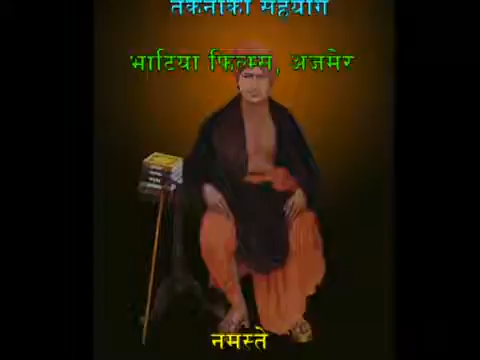 तकनीकी सहयोग
भाटिया फिल्म्स, अजमेर
नमस्ते